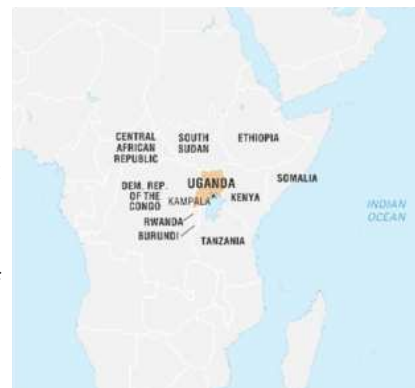 CENTRAL
AFRICAN
REPUBLIC
SOUTH
SUDAN
ETHIOPIA
UGANDA
SOMALIA
DEM. REP.
OF THE
CONGO
KAMPALA
KENYA
RWANDA
BURUNDI
TANZANIA
INDIAN
OCEAN